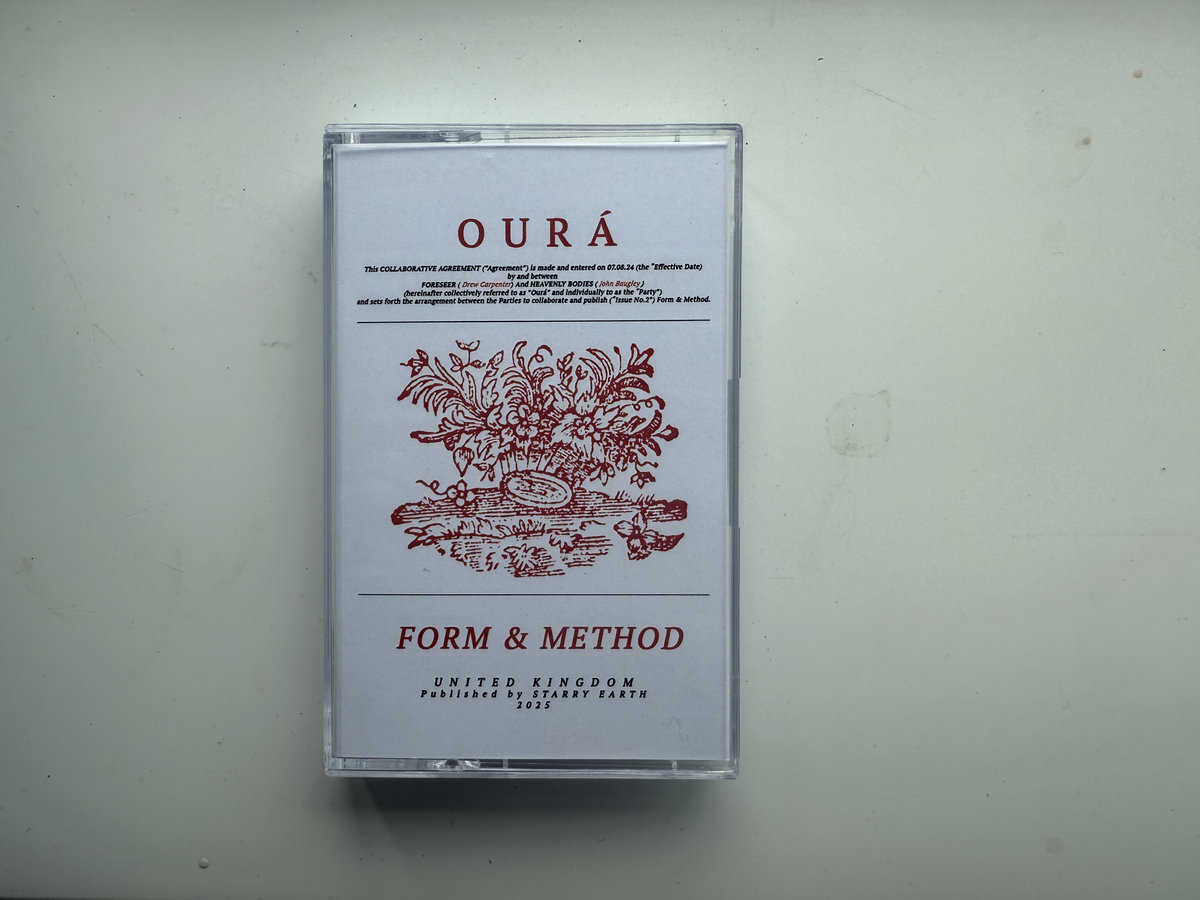 OURÁ
This COLLABORATIVE AGREEMENT ("Agreement") is made and entered on 07.08.24 (the "Effective Date)
by and between
FORESEER ( Drew Carpenter) And HEAVENLY BODIES ( John Baugley )
(hereinafter collectively referred to as "Ourá" and individually to as the "Party")
and sets forth the arrangement between the Parties to collaborate and publish ("Issue No.2") Form & Method.
FORM & METHOD
UNITED KINGDOM
Published by STARRY EARTH
2025